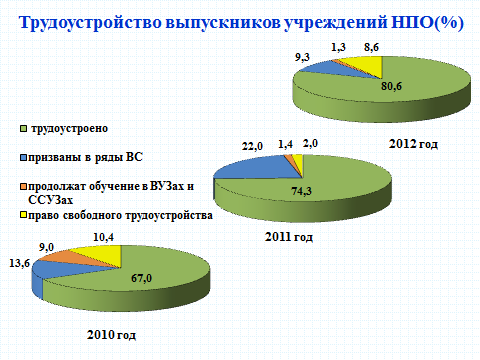 Трудоустройство выпускников учреждений НПО(%)
9,3
1,3
8,6
80,6
2012 год
трудоустроено
призваны в ряды ВС
продолжат обучение в ВУЗах и
ССУЗах
право свободного трудоустройства
22,0
1,4
2,0
74,3
2011 год
13,6
9,0
10,4
67,0
2010 год